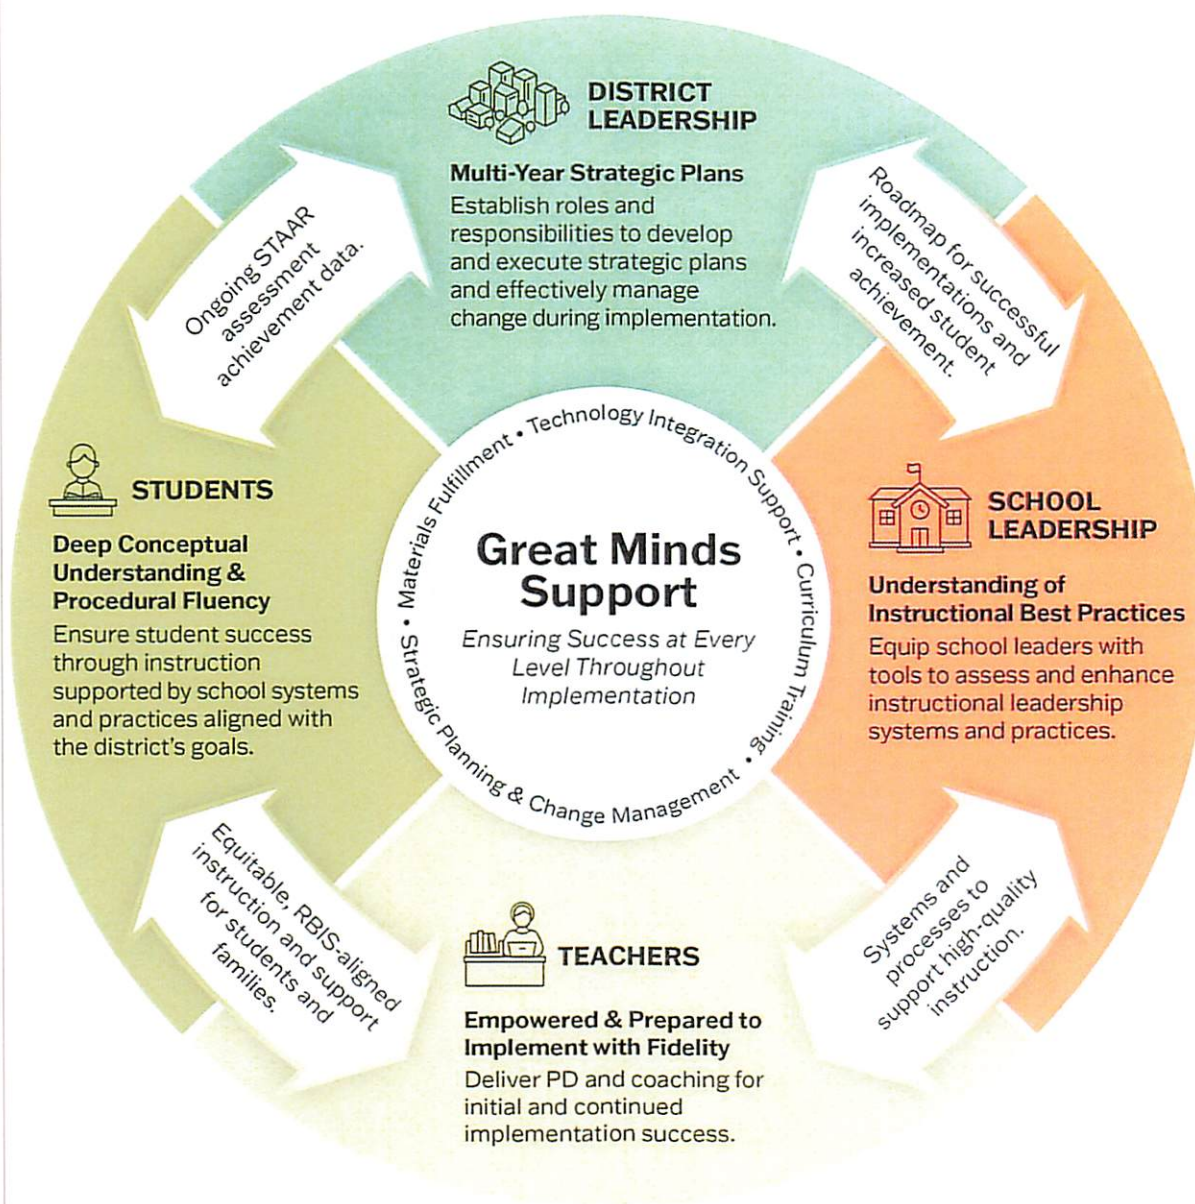 DISTRICT
LEADERSHIP
Multi-Year Strategic Plans
Establish roles and
responsibilities to develop
and execute strategic plans
and effectively manage
change during implementation.
Roadmap for successful
implementations and
increased student
achievement.
SCHOOL
LEADERSHIP
Understanding of
Instructional Best Practices
Equip school leaders with
tools to assess and enhance
instructional leadership
systems and practices.
Systems and
processes to
support high-quality
instruction.
TEACHERS
Empowered & Prepared to
Implement with Fidelity
Deliver PD and coaching for
initial and continued
implementation success.
Equitable, RBIS-aligned
instruction and support
for students and
families.
STUDENTS
Deep Conceptual
Understanding &
Procedural Fluency
Ensure student success
through instruction
supported by school systems
and practices aligned with
the district's goals.
Ongoing STAAR
assessment
achievement data.
• Materials Fulfillment • Technology Integration Support • Curriculum Training •
Strategic Planning & Change Management
Great Minds
Support
Ensuring Success at Every
Level Throughout
Implementation